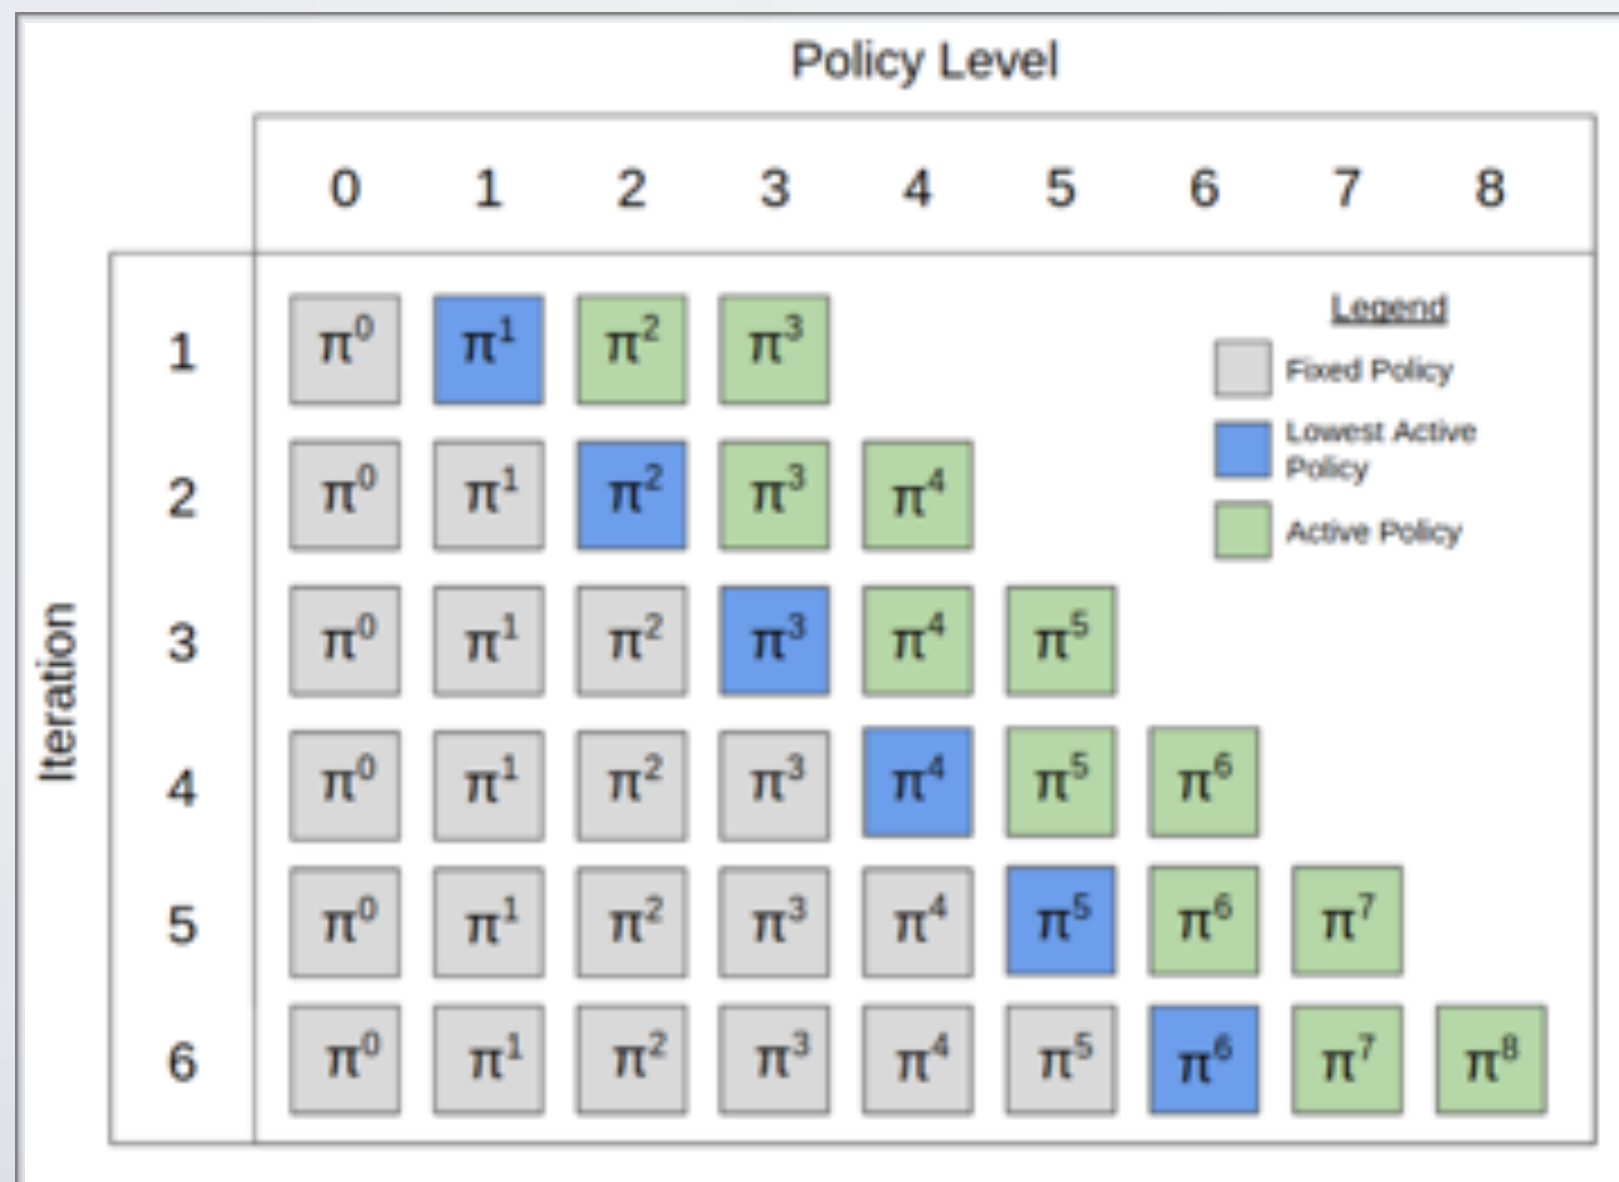 Policy Level
0 1 2 3 4 5 6 7 8
Legend
1 π⁰ π¹ π² π³
Fixed Policy
Lowest Active
Policy
2 π⁰ π¹ π² π³ π⁴
Active Policy
3 π⁰ π¹ π² π³ π⁴ π⁵
Iteration
4 π⁰ π¹ π² π³ π⁴ π⁵ π⁶
5 π⁰ π¹ π² π³ π⁴ π⁵ π⁶ π⁷
6 π⁰ π¹ π² π³ π⁴ π⁵ π⁶ π⁷ π⁸